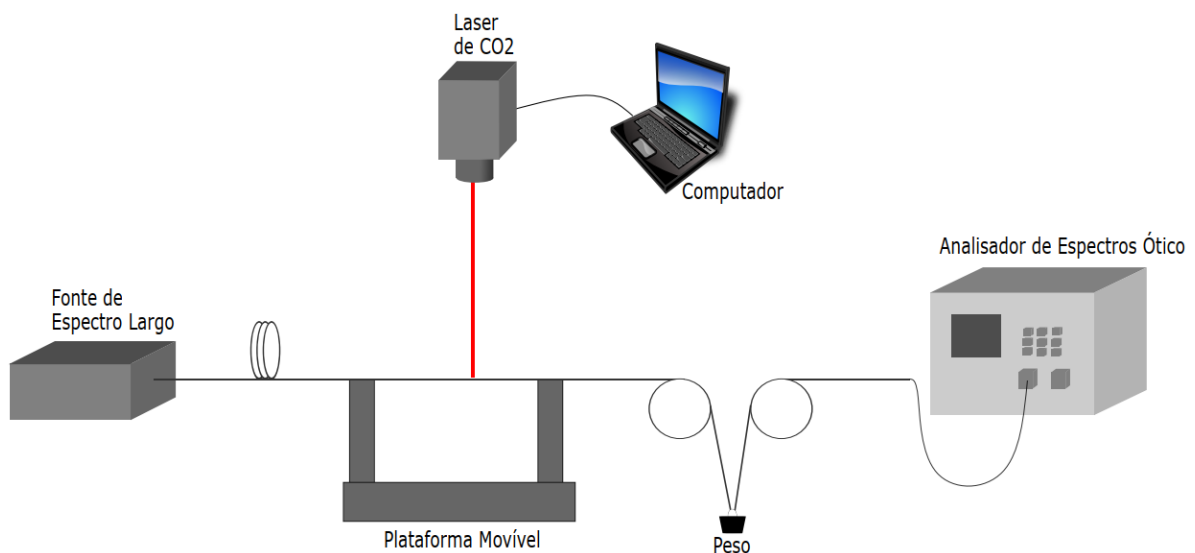 Laser
de CO2
Computador
Analisador de Espectros Ótico
Fonte de
Espectro Largo
Plataforma Movível
Peso